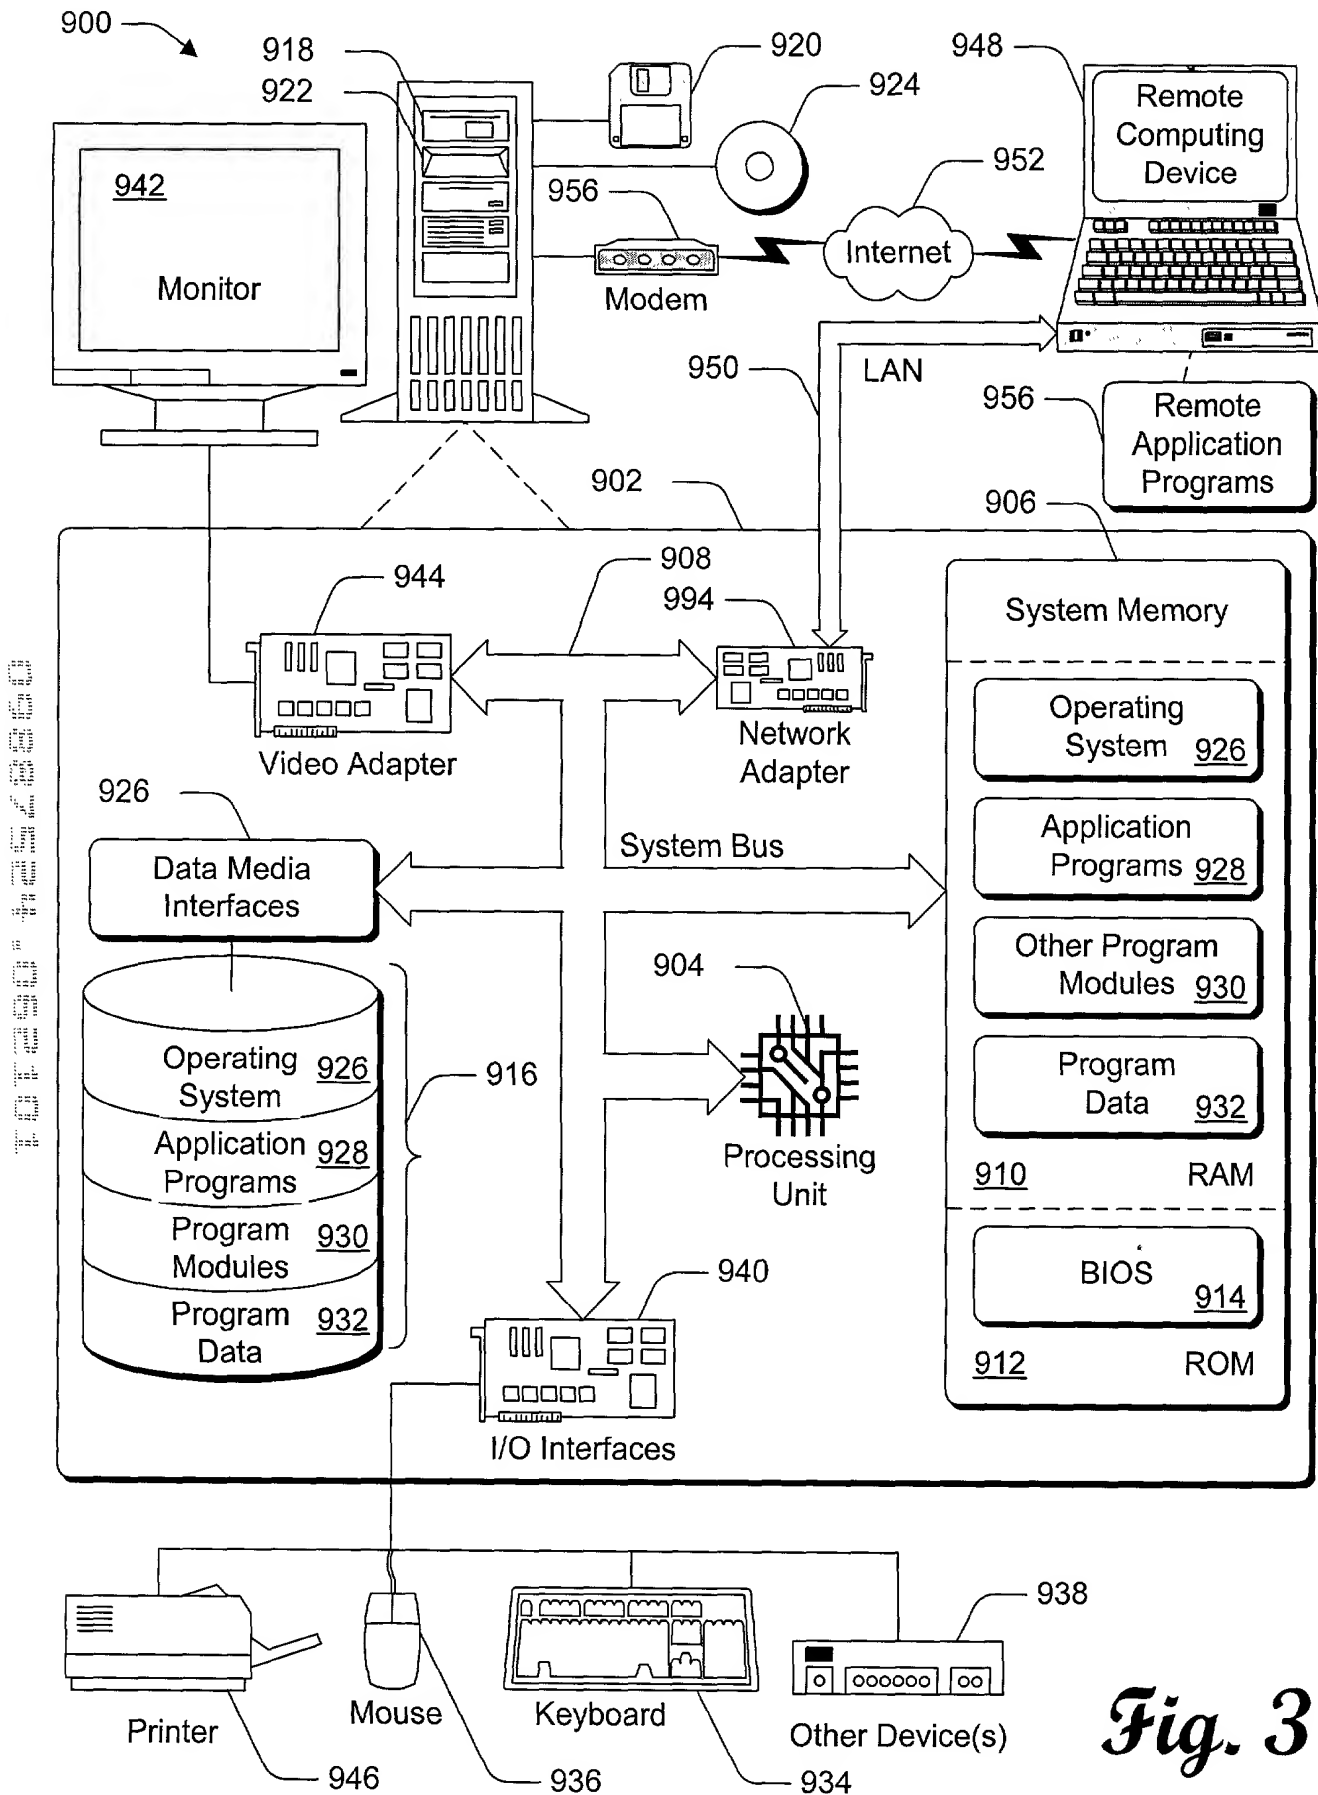 900
918
922
920
924
948
Remote
Computing
Device
942
Monitor
956
Modem
952
Internet
950
LAN
956
Remote
Application
Programs
902
906
908
944
994
Video Adapter
Network
Adapter
System Memory
Operating
System 926
Application
Programs 928
Other Program
Modules 930
Program
Data 932
910 RAM
BIOS
914
912 ROM
926
Data Media
Interfaces
System Bus
904
Processing
Unit
Operating
System 926
Application
Programs 928
Program
Modules 930
Program
Data 932
916
940
I/O Interfaces
Printer
946
Mouse
936
Keyboard
934
938
Other Device(s)
Fig. 3